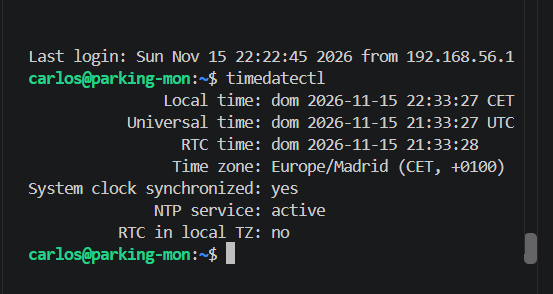 Last login: Sun Nov 15 22:22:45 2026 from 192.168.56.1
carlos@parking-mon:~$ timedatectl
Local time: dom 2026-11-15 22:33:27 CET
Universal time: dom 2026-11-15 21:33:27 UTC
RTC time: dom 2026-11-15 21:33:28
Time zone: Europe/Madrid (CET, +0100)
System clock synchronized: yes
NTP service: active
RTC in local TZ: no
carlos@parking-mon:~$